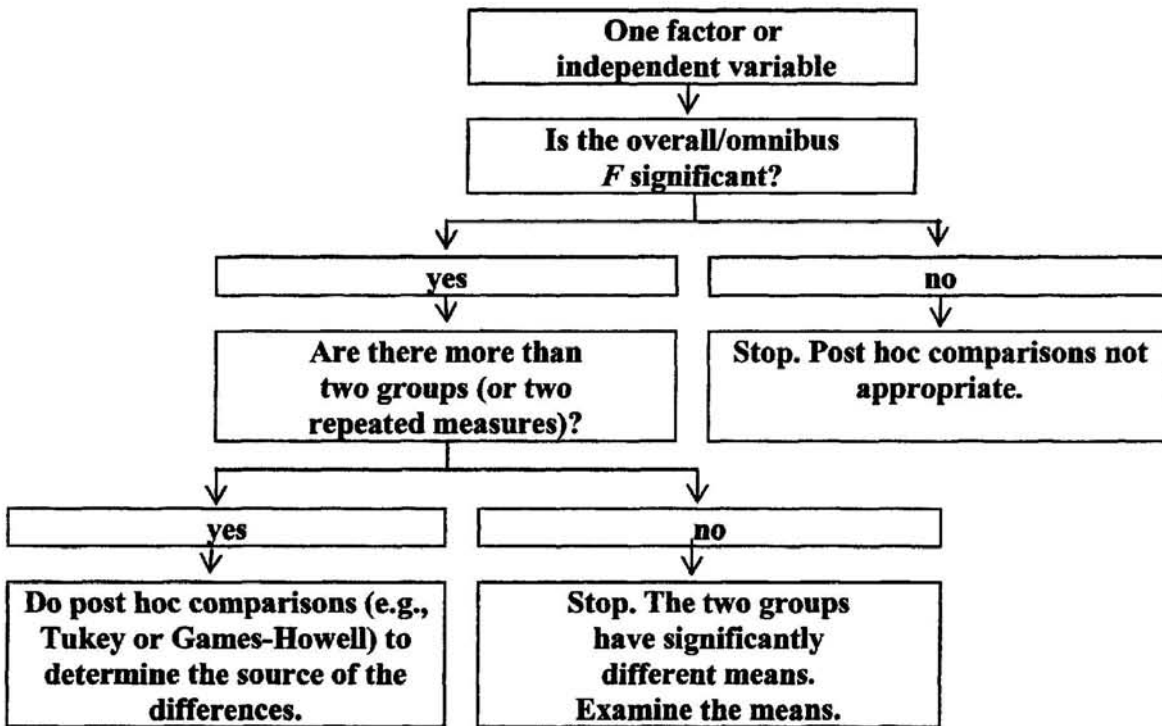 One factor or
independent variable
Is the overall/omnibus
F significant?
yes
no
Are there more than
two groups (or two
repeated measures)?
Stop. Post hoc comparisons not
appropriate.
yes
no
Do post hoc comparisons (e.g.,
Tukey or Games-Howell) to
determine the source of the
differences.
Stop. The two groups
have significantly
different means.
Examine the means.